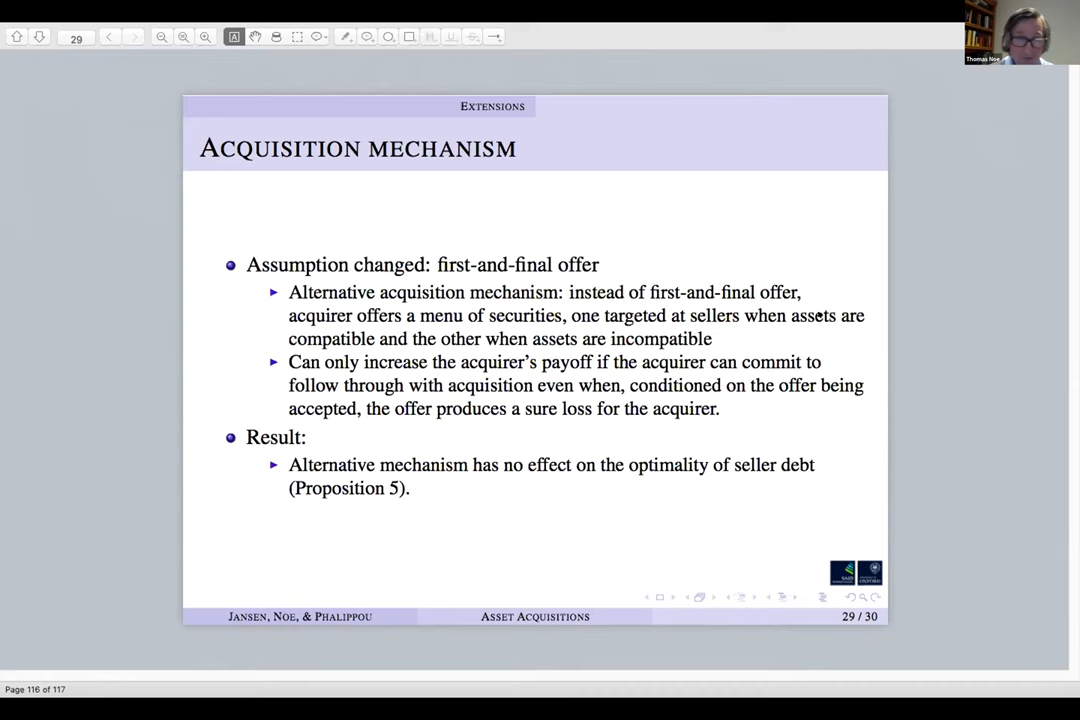 29
Thomas Noe
EXTENSIONS
ACQUISITION MECHANISM
Assumption changed: first-and-final offer
Alternative acquisition mechanism: instead of first-and-final offer,
acquirer offers a menu of securities, one targeted at sellers when assets are
compatible and the other when assets are incompatible
Can only increase the acquirer's payoff if the acquirer can commit to
follow through with acquisition even when, conditioned on the offer being
accepted, the offer produces a sure loss for the acquirer.
Result:
Alternative mechanism has no effect on the optimality of seller debt
(Proposition 5).
JANSEN, NOE, & PHALIPPOU
ASSET ACQUISITIONS
29 / 30
Page 116 of 117